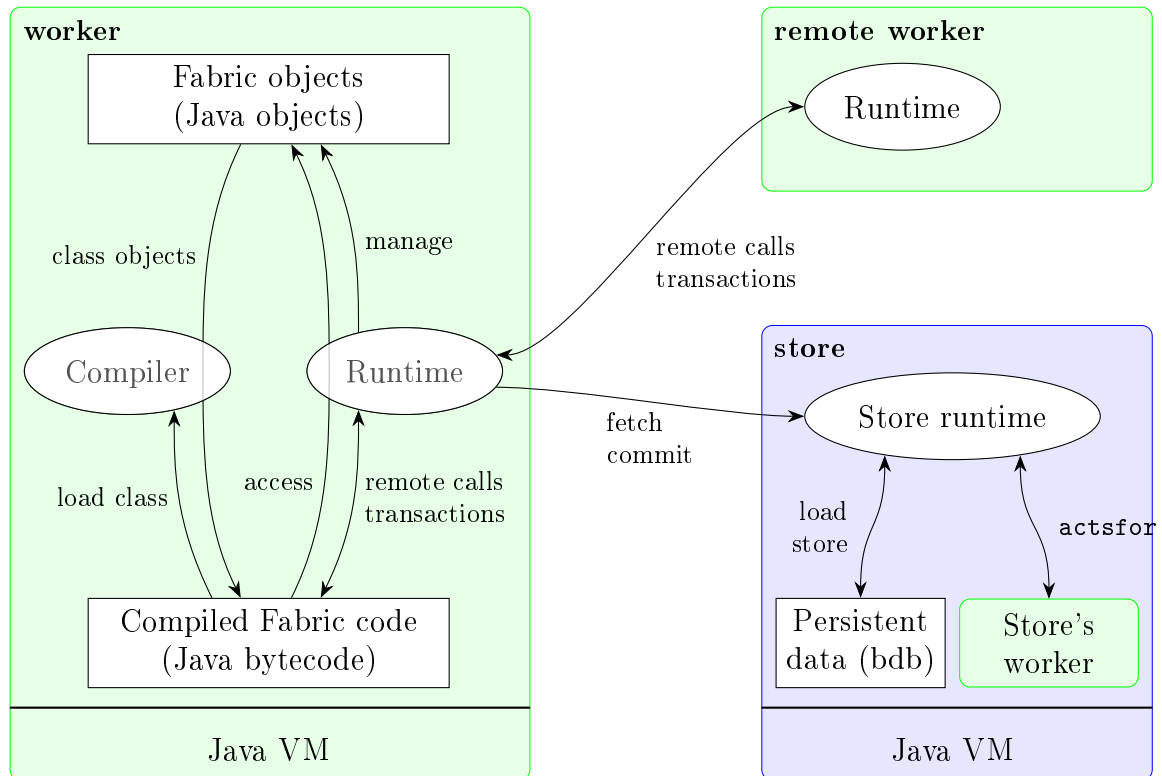 worker
Fabric objects
(Java objects)
class objects
manage
Compiler
Runtime
load class
access
remote calls
transactions
Compiled Fabric code
(Java bytecode)
Java VM
remote calls
transactions
fetch
commit
remote worker
Runtime
store
Store runtime
load
store
actsfor
Persistent
data (bdb)
Store's
worker
Java VM